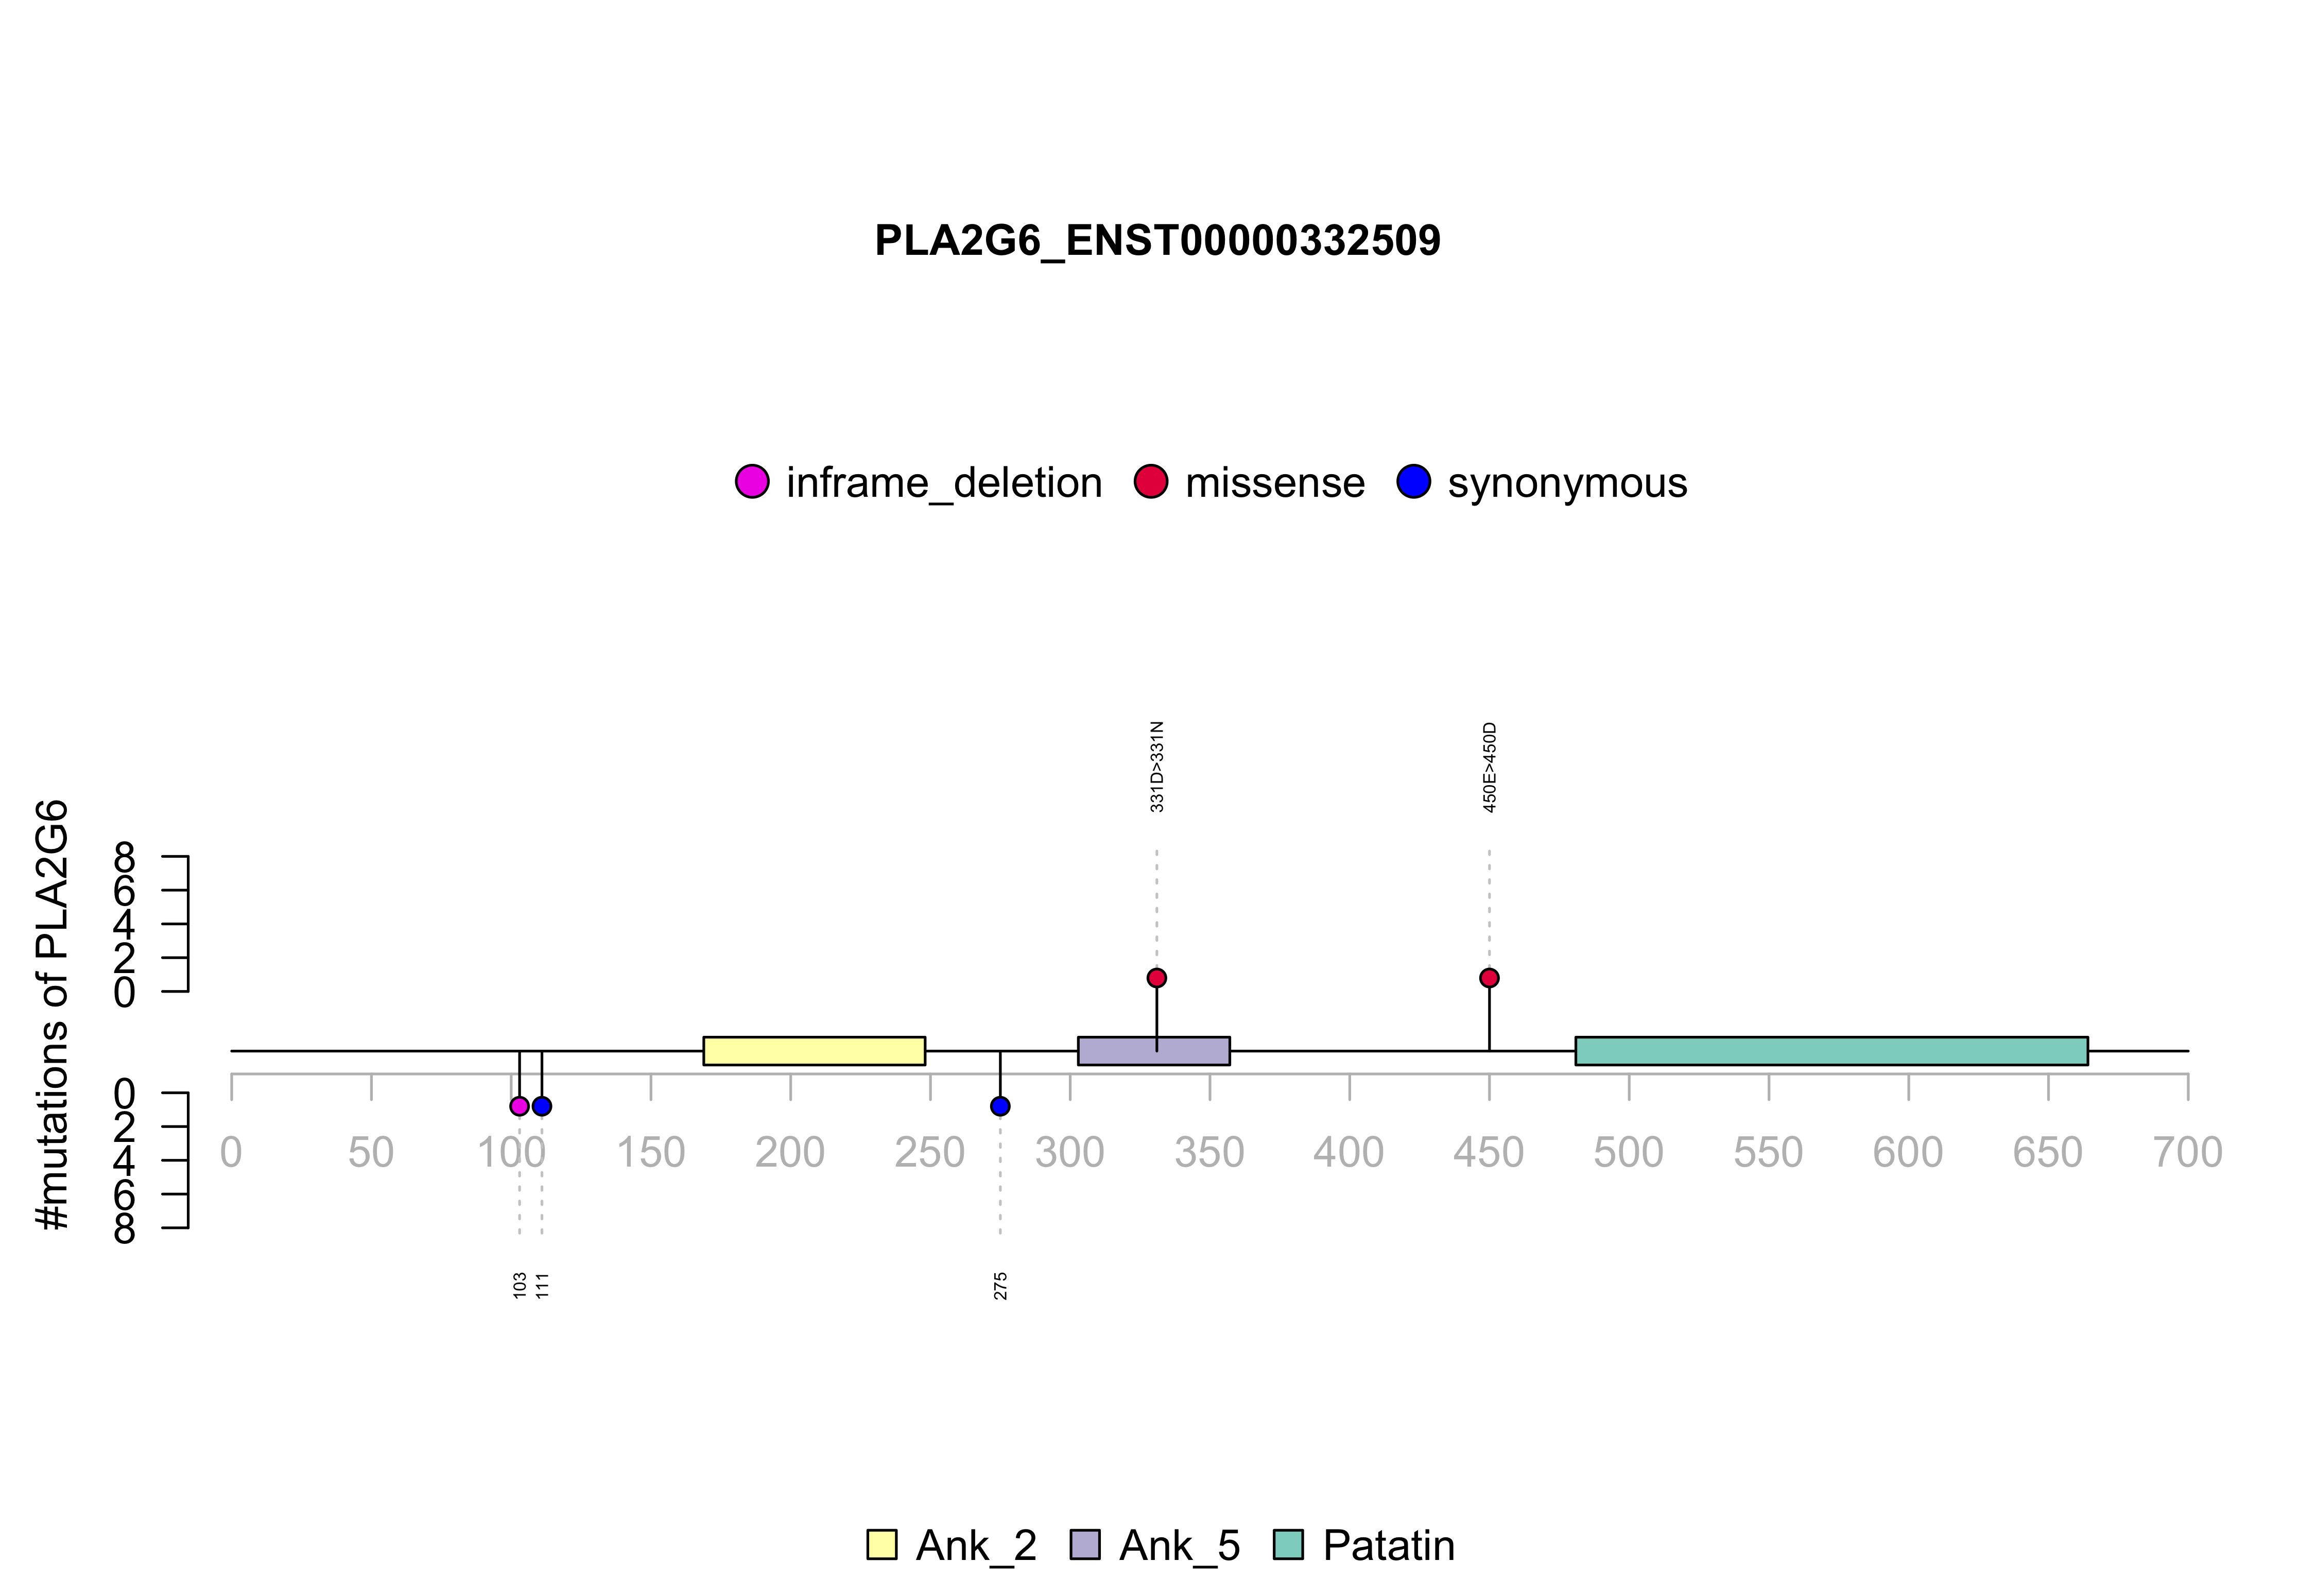 PLA2G6_ENST00000332509
inframe_deletion missense synonymous
331D>331N 450E>450D
#mutations of PLA2G6
8
6
4
2
0
0
2
4
6
8
0 50 100 150 200 250 300 350 400 450 500 550 600 650 700
103 111 275
Ank_2 Ank_5 Patatin